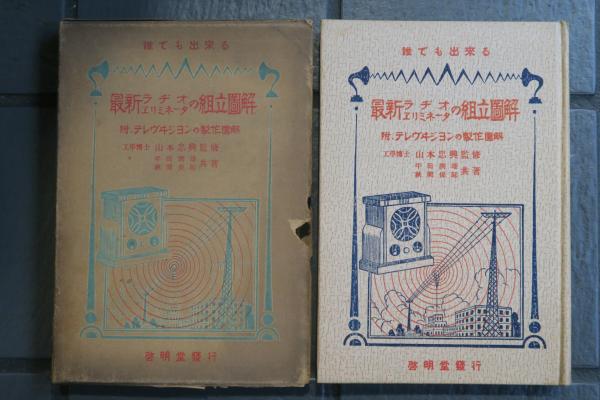 誰でも出來る
最新ラヂオエリミネータの組立圖解
附.テレヴヰジョンの製作圖解
工學博士 山本忠興監修
共著
啓明堂發行
誰でも出來る
最新ラヂオエリミネータの組立圖解
附.テレヴヰジョンの製作圖解
工學博士 山本忠興監修
共著
啓明堂發行